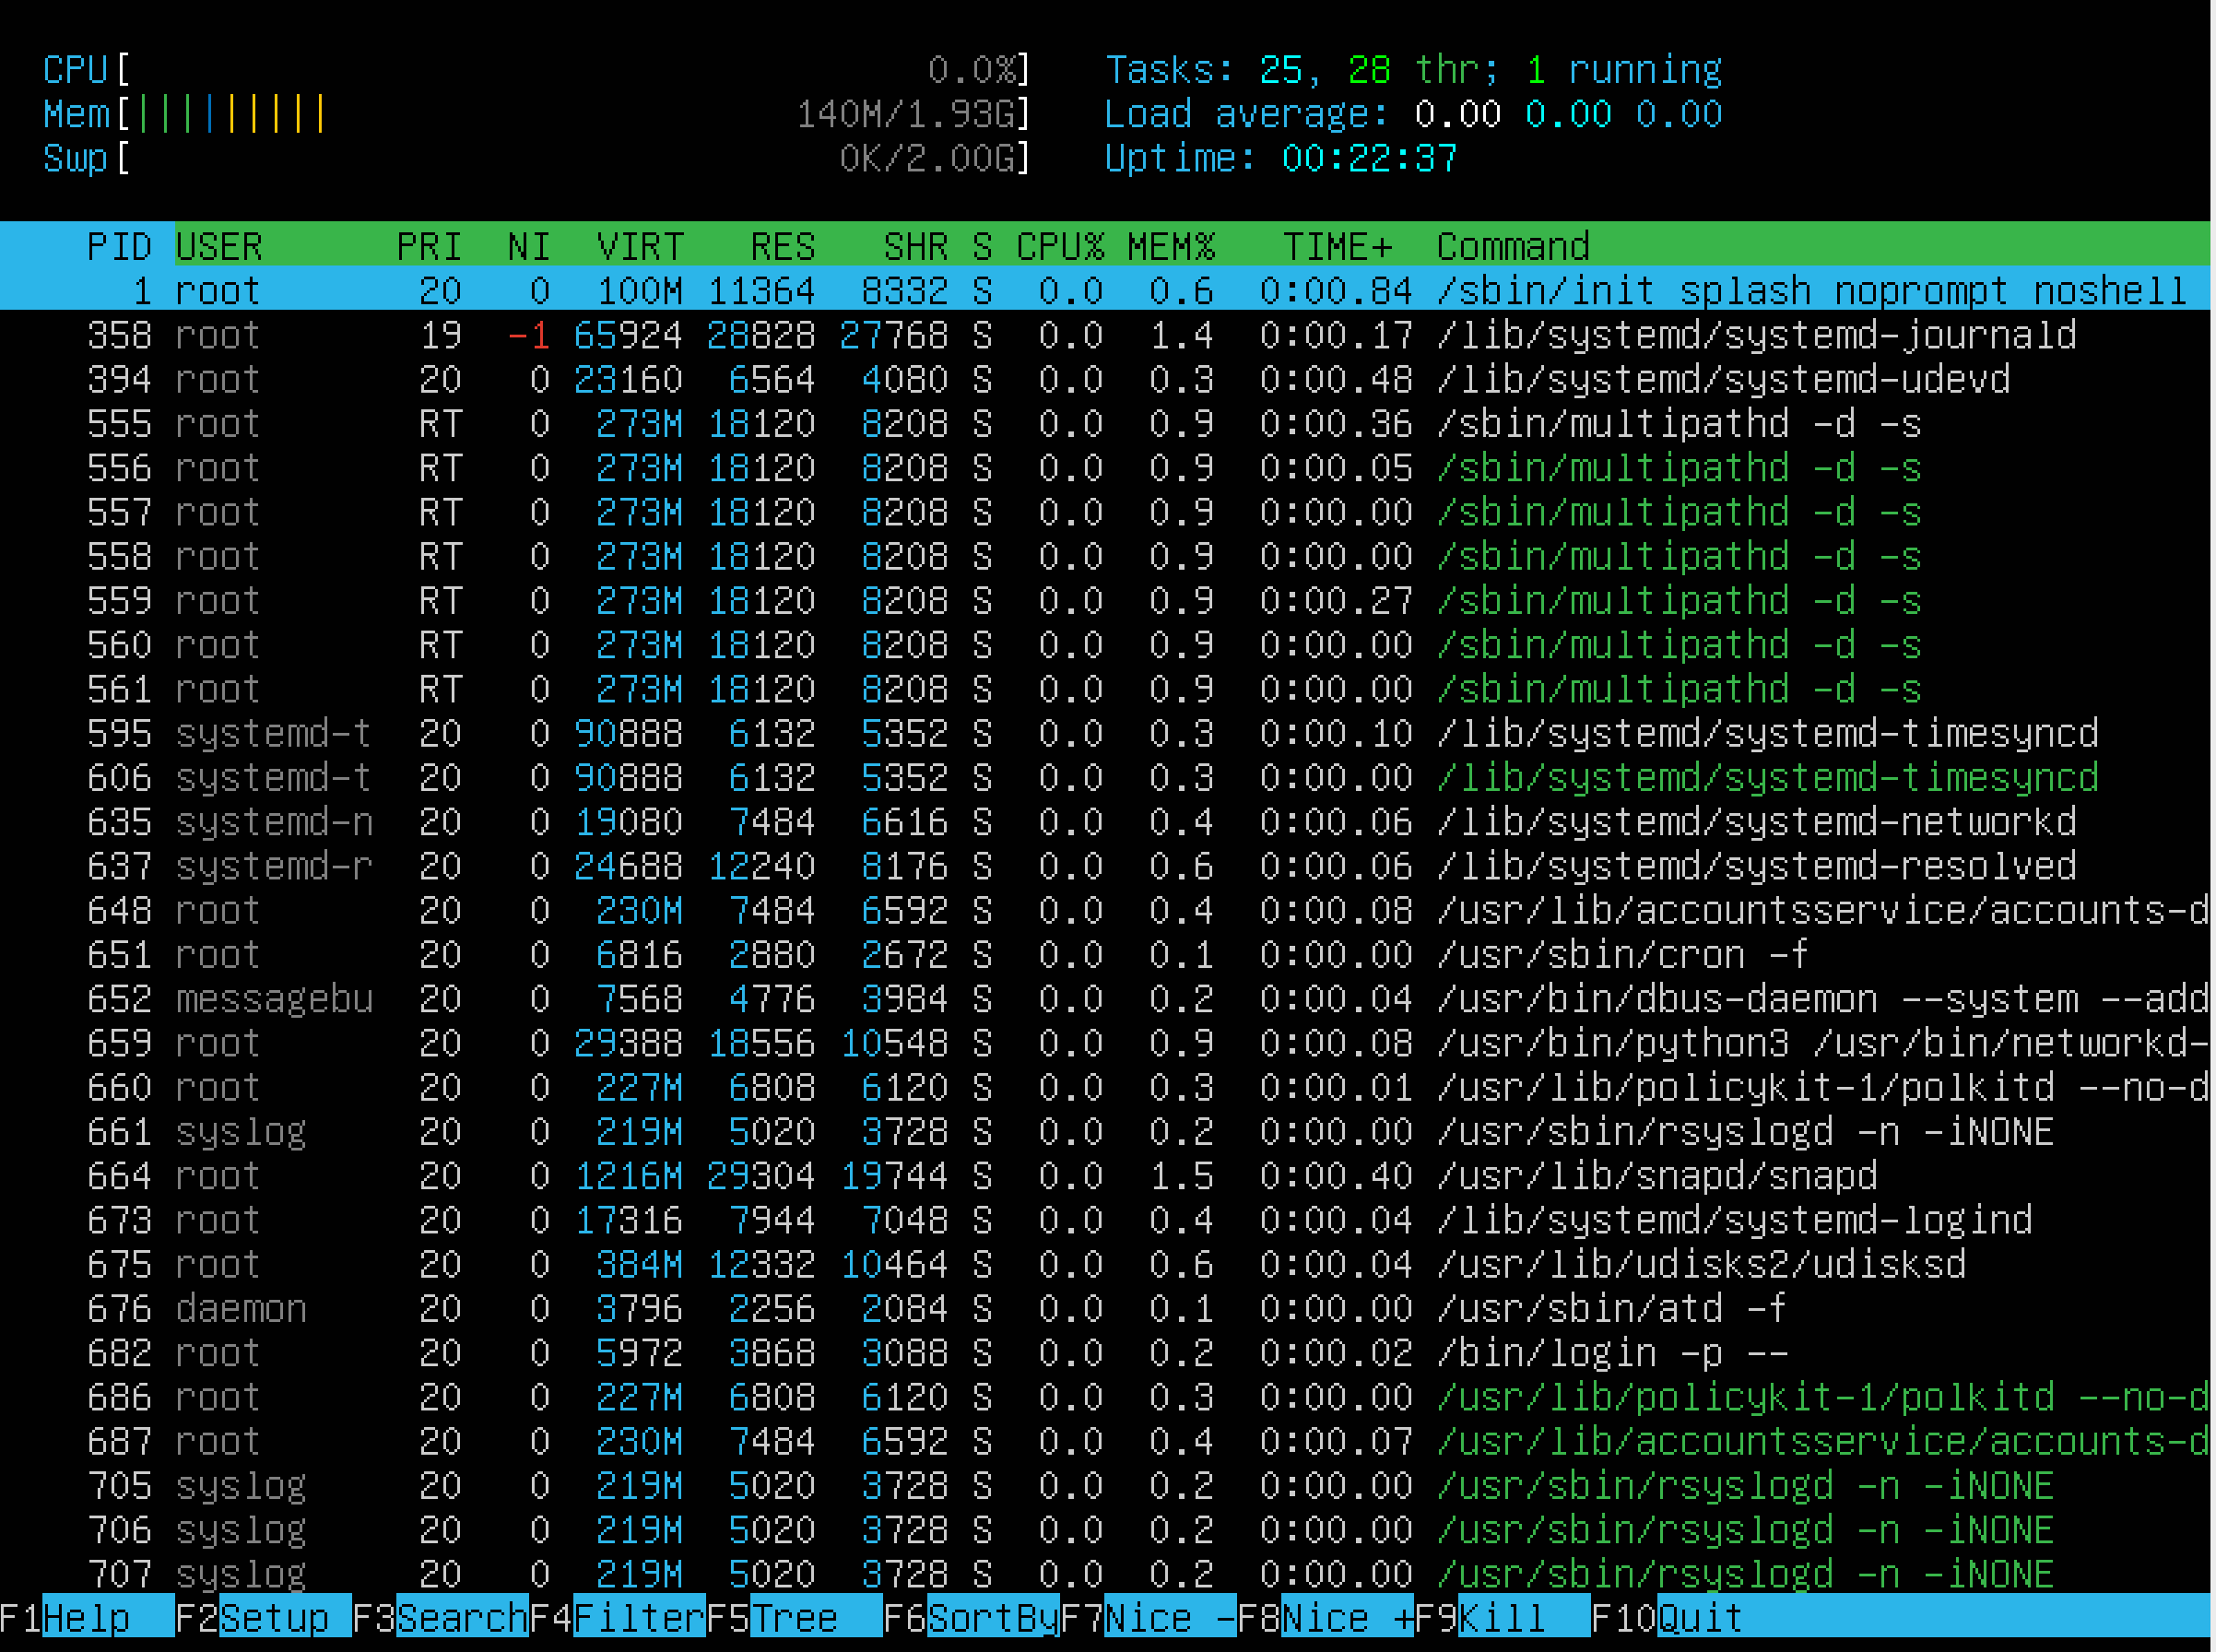 CPU[ 0.0%] Tasks: 25, 28 thr; 1 running
Mem[||||||||| 140M/1.93G] Load average: 0.00 0.00 0.00
Swp[ 0K/2.00G] Uptime: 00:22:37
PID USER PRI NI VIRT RES SHR S CPU% MEM% TIME+ Command
1 root 20 0 100M 11364 8332 S 0.0 0.6 0:00.84 /sbin/init splash noprompt noshell
358 root 19 -1 65924 28828 27768 S 0.0 1.4 0:00.17 /lib/systemd/systemd-journald
394 root 20 0 23160 6564 4080 S 0.0 0.3 0:00.48 /lib/systemd/systemd-udevd
555 root RT 0 273M 18120 8208 S 0.0 0.9 0:00.36 /sbin/multipathd -d -s
556 root RT 0 273M 18120 8208 S 0.0 0.9 0:00.05 /sbin/multipathd -d -s
557 root RT 0 273M 18120 8208 S 0.0 0.9 0:00.00 /sbin/multipathd -d -s
558 root RT 0 273M 18120 8208 S 0.0 0.9 0:00.00 /sbin/multipathd -d -s
559 root RT 0 273M 18120 8208 S 0.0 0.9 0:00.27 /sbin/multipathd -d -s
560 root RT 0 273M 18120 8208 S 0.0 0.9 0:00.00 /sbin/multipathd -d -s
561 root RT 0 273M 18120 8208 S 0.0 0.9 0:00.00 /sbin/multipathd -d -s
595 systemd-t 20 0 90888 6132 5352 S 0.0 0.3 0:00.10 /lib/systemd/systemd-timesyncd
606 systemd-t 20 0 90888 6132 5352 S 0.0 0.3 0:00.00 /lib/systemd/systemd-timesyncd
635 systemd-n 20 0 19080 7484 6616 S 0.0 0.4 0:00.06 /lib/systemd/systemd-networkd
637 systemd-r 20 0 24688 12240 8176 S 0.0 0.6 0:00.06 /lib/systemd/systemd-resolved
648 root 20 0 230M 7484 6592 S 0.0 0.4 0:00.08 /usr/lib/accountsservice/accounts-d
651 root 20 0 6816 2880 2672 S 0.0 0.1 0:00.00 /usr/sbin/cron -f
652 messagebu 20 0 7568 4776 3984 S 0.0 0.2 0:00.04 /usr/bin/dbus-daemon --system --add
659 root 20 0 29388 18556 10548 S 0.0 0.9 0:00.08 /usr/bin/python3 /usr/bin/networkd-
660 root 20 0 227M 6808 6120 S 0.0 0.3 0:00.01 /usr/lib/policykit-1/polkitd --no-d
661 syslog 20 0 219M 5020 3728 S 0.0 0.2 0:00.00 /usr/sbin/rsyslogd -n -iNONE
664 root 20 0 1216M 29304 19744 S 0.0 1.5 0:00.40 /usr/lib/snapd/snapd
673 root 20 0 17316 7944 7048 S 0.0 0.4 0:00.04 /lib/systemd/systemd-logind
675 root 20 0 384M 12332 10464 S 0.0 0.6 0:00.04 /usr/lib/udisks2/udisksd
676 daemon 20 0 3796 2256 2084 S 0.0 0.1 0:00.00 /usr/sbin/atd -f
682 root 20 0 5972 3868 3088 S 0.0 0.2 0:00.02 /bin/login -p --
686 root 20 0 227M 6808 6120 S 0.0 0.3 0:00.00 /usr/lib/policykit-1/polkitd --no-d
687 root 20 0 230M 7484 6592 S 0.0 0.4 0:00.07 /usr/lib/accountsservice/accounts-d
705 syslog 20 0 219M 5020 3728 S 0.0 0.2 0:00.00 /usr/sbin/rsyslogd -n -iNONE
706 syslog 20 0 219M 5020 3728 S 0.0 0.2 0:00.00 /usr/sbin/rsyslogd -n -iNONE
707 syslog 20 0 219M 5020 3728 S 0.0 0.2 0:00.00 /usr/sbin/rsyslogd -n -iNONE
F1Help F2Setup F3SearchF4FilterF5Tree F6SortByF7Nice -F8Nice +F9Kill F10Quit